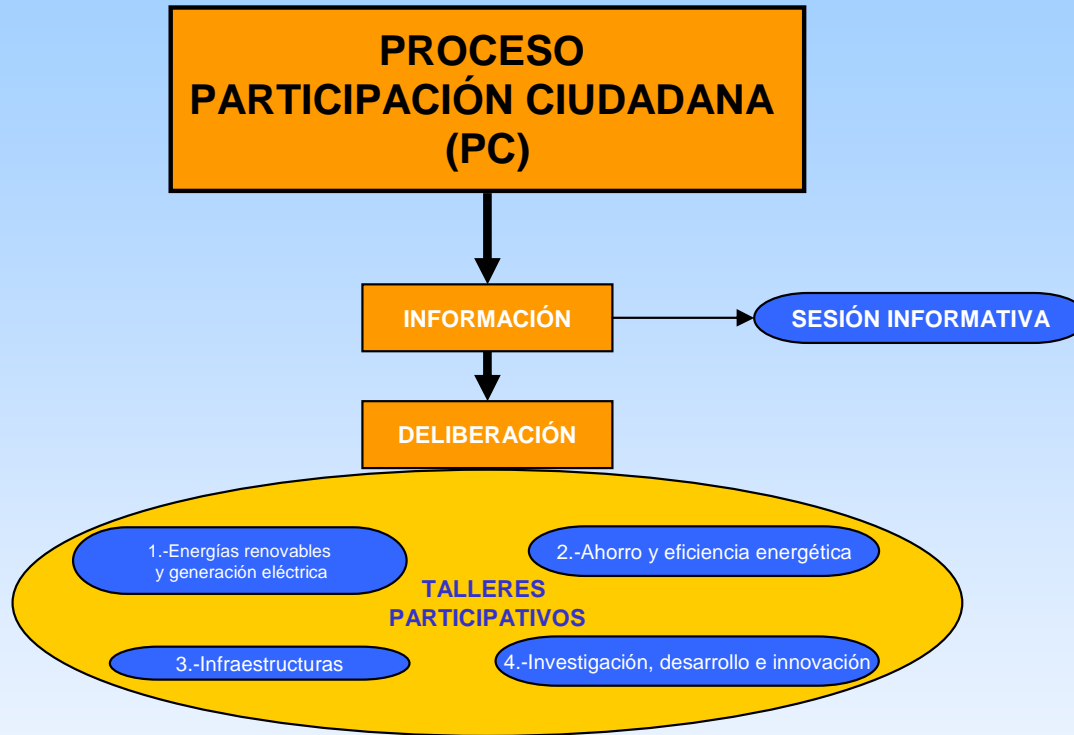 PROCESO
PARTICIPACIÓN CIUDADANA
(PC)
INFORMACIÓN
SESIÓN INFORMATIVA
DELIBERACIÓN
1.-Energías renovables
y generación eléctrica
2.-Ahorro y eficiencia energética
TALLERES
PARTICIPATIVOS
3.-Infraestructuras
4.-Investigación, desarrollo e innovación